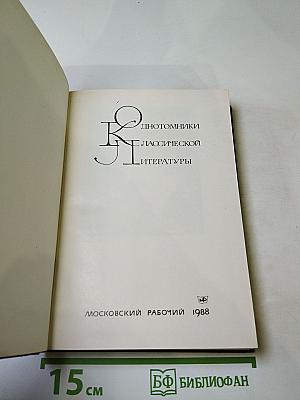 Однотомники
Классической
Литературы
МОСКОВСКИЙ РАБОЧИЙ 1988
15 см
БФ БИБЛИОФАН